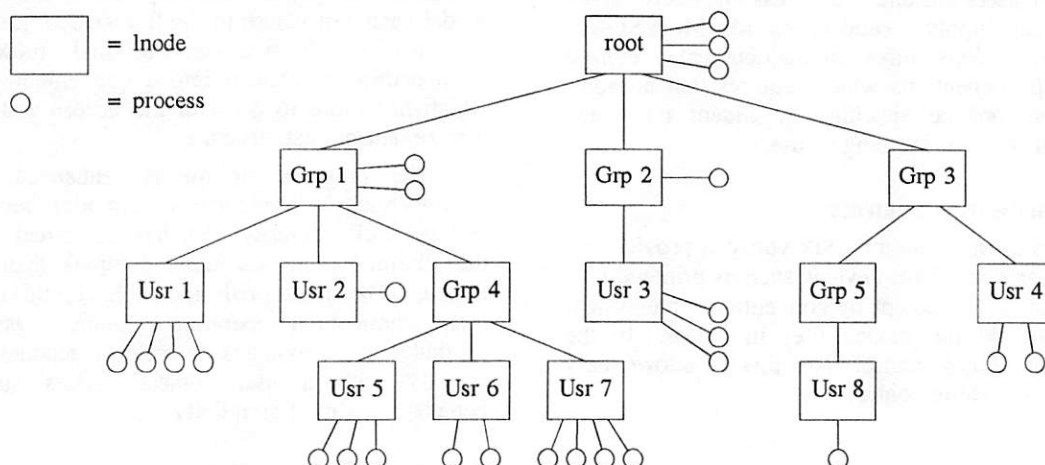 = lnode
= process
root
Grp 1
Grp 2
Grp 3
Usr 1
Usr 2
Grp 4
Usr 3
Grp 5
Usr 4
Usr 5
Usr 6
Usr 7
Usr 8